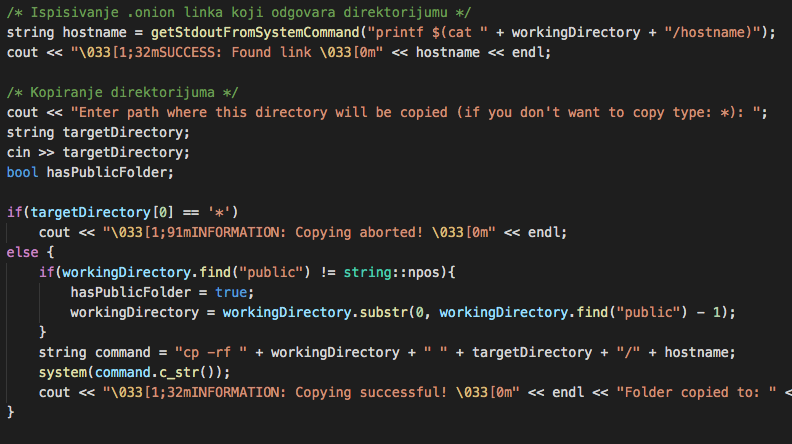 /* Ispisivanje .onion linka koji odgovara direktorijumu */
string hostname = getStdoutFromSystemCommand("printf $(cat " + workingDirectory + "/hostname)");
cout << "\033[1;32mSUCCESS: Found link \033[0m" << hostname << endl;

/* Kopiranje direktorijuma */
cout << "Enter path where this directory will be copied (if you don't want to copy type: *): ";
string targetDirectory;
cin >> targetDirectory;
bool hasPublicFolder;

if(targetDirectory[0] == '*')
    cout << "\033[1;91mINFORMATION: Copying aborted! \033[0m" << endl;
else {
    if(workingDirectory.find("public") != string::npos){
        hasPublicFolder = true;
        workingDirectory = workingDirectory.substr(0, workingDirectory.find("public") - 1);
    }
    string command = "cp -rf " + workingDirectory + " " + targetDirectory + "/" + hostname;
    system(command.c_str());
    cout << "\033[1;32mINFORMATION: Copying successful! \033[0m" << endl << "Folder copied to: " <
}